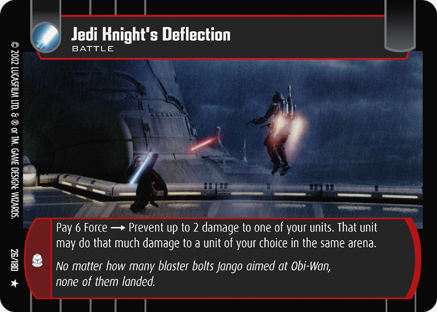 Jedi Knight's Deflection
BATTLE
Pay 6 Force → Prevent up to 2 damage to one of your units. That unit
may do that much damage to a unit of your choice in the same arena.
No matter how many blaster bolts Jango aimed at Obi-Wan,
none of them landed.
© 2002 LUCASFILM LTD. & ® or TM. GAME DESIGN: WIZARDS.